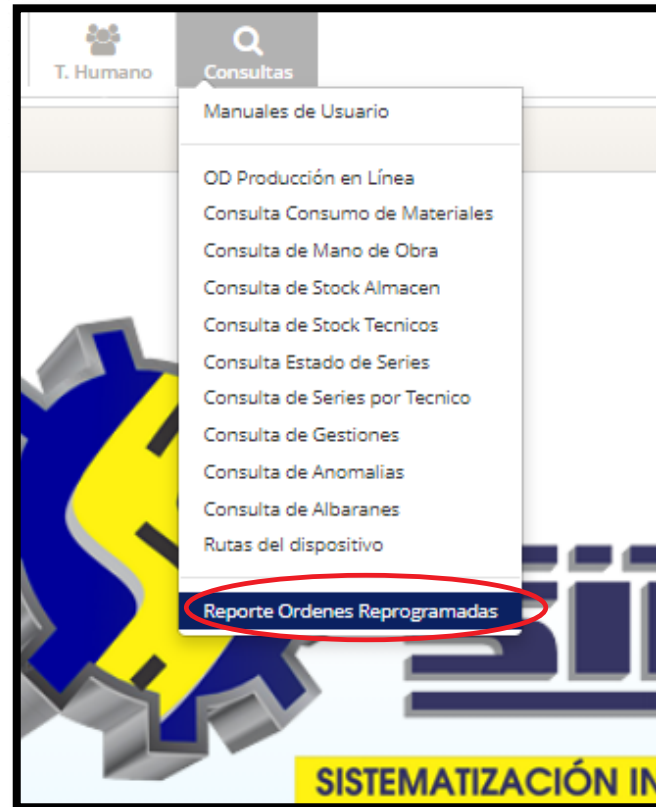 T. Humano
Consultas
Manuales de Usuario
OD Producción en Línea
Consulta Consumo de Materiales
Consulta de Mano de Obra
Consulta de Stock Almacen
Consulta de Stock Tecnicos
Consulta Estado de Series
Consulta de Series por Tecnico
Consulta de Gestiones
Consulta de Anomalias
Consulta de Albaranes
Rutas del dispositivo
Reporte Ordenes Reprogramadas
SISTEMATIZACIÓN IN